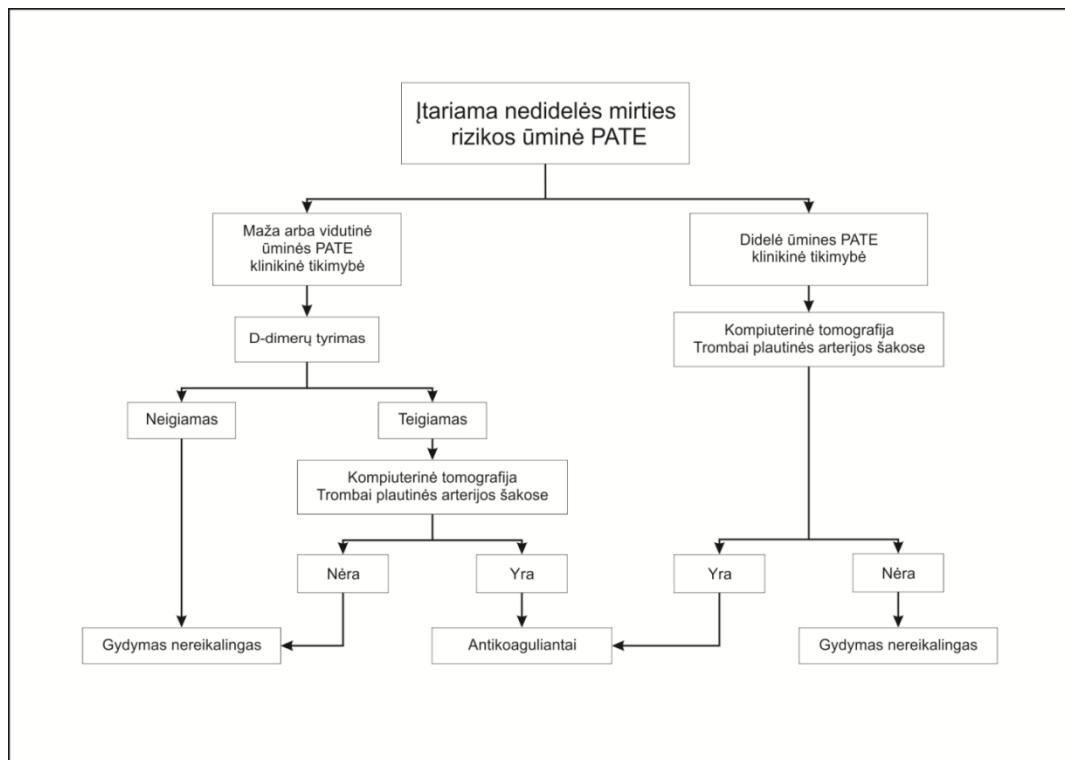 Įtariama nedidelės mirties
rizikos ūminė PATE
Maža arba vidutinė
ūminės PATE
klinikinė tikimybė
Didelė ūmines PATE
klinikinė tikimybė
D-dimerų tyrimas
Kompiuterinė tomografija
Trombai plautinės arterijos šakose
Neigiamas
Teigiamas
Kompiuterinė tomografija
Trombai plautinės arterijos šakose
Nėra
Yra
Yra
Nėra
Gydymas nereikalingas
Antikoaguliantai
Gydymas nereikalingas